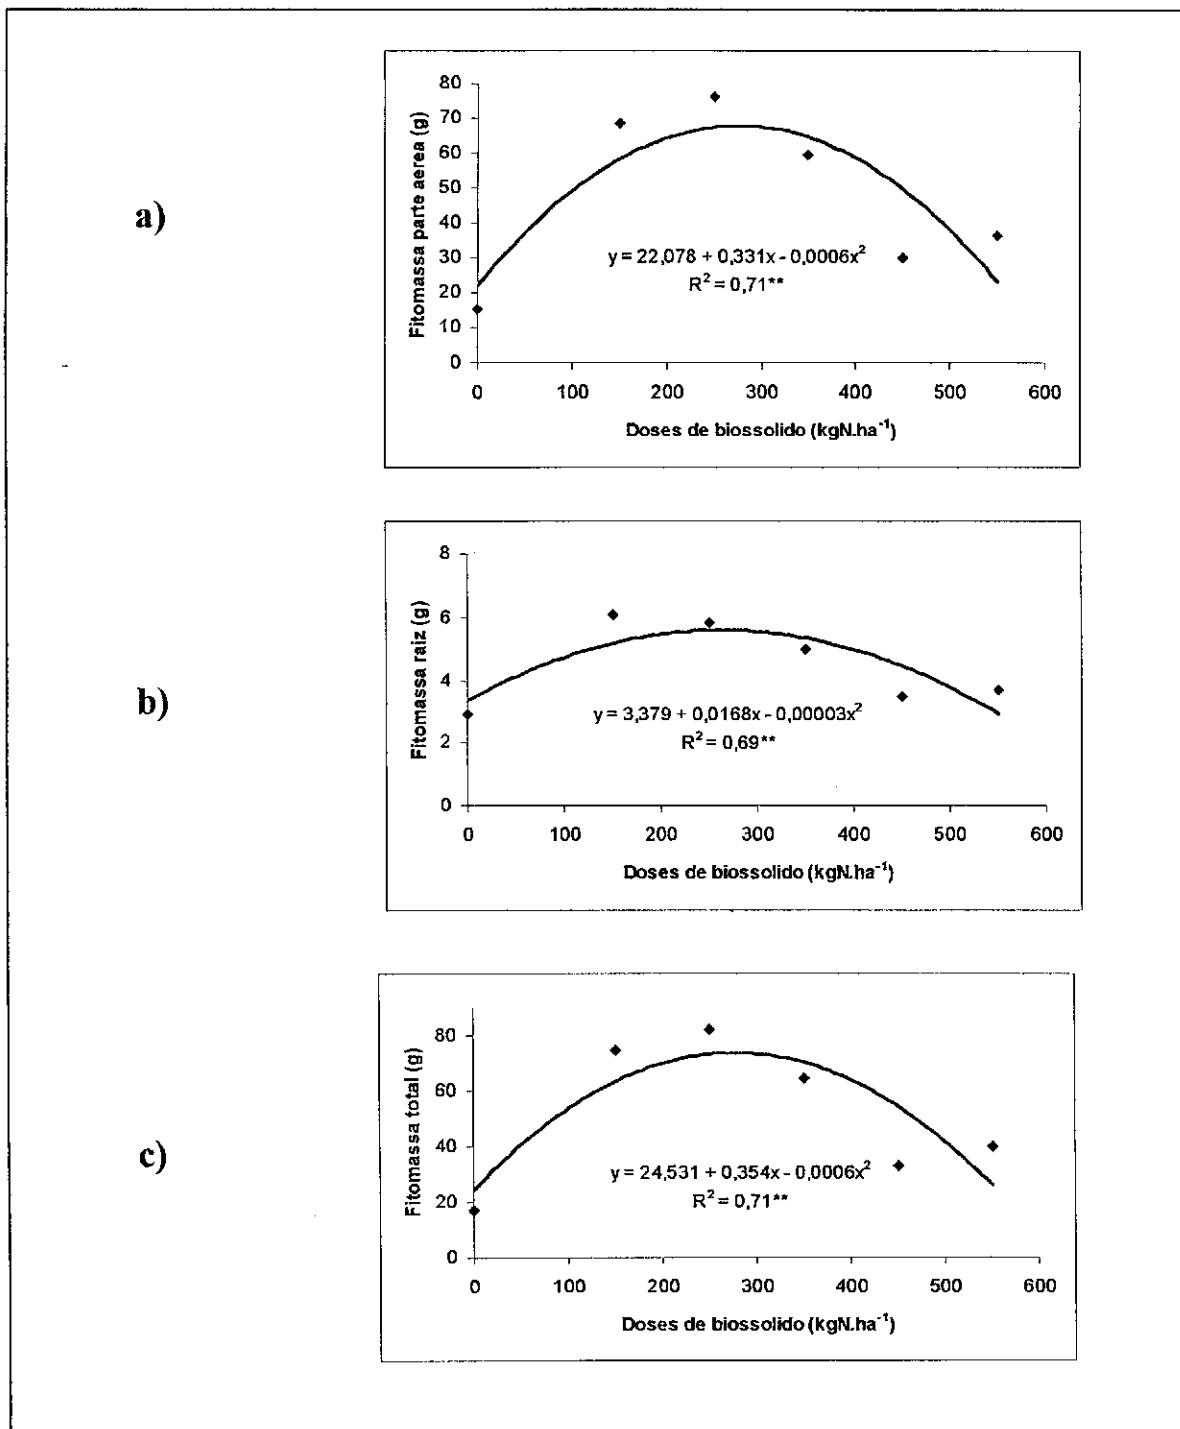 a)
Fitomassa parte aerea (g)
80
70
60
50
40
30
20
10
0
y = 22,078 + 0,331x - 0,0006x²
R² = 0,71**
0 100 200 300 400 500 600
Doses de biossolido (kgN.ha⁻¹)
b)
Fitomassa raiz (g)
8
6
4
2
0
y = 3,379 + 0,0168x - 0,00003x²
R² = 0,69**
0 100 200 300 400 500 600
Doses de biossolido (kgN.ha⁻¹)
c)
Fitomassa total (g)
80
60
40
20
0
y = 24,531 + 0,354x - 0,0006x²
R² = 0,71**
0 100 200 300 400 500 600
Doses de biossolido (kgN.ha⁻¹)